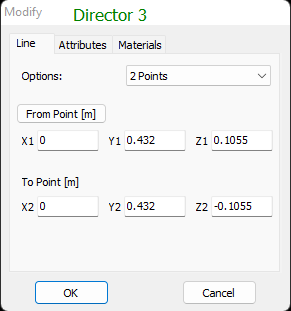 Modify Director 3
Line Attributes Materials
Options: 2 Points
From Point [m]
X1 0 Y1 0.432 Z1 0.1055
To Point [m]
X2 0 Y2 0.432 Z2 -0.1055
OK Cancel